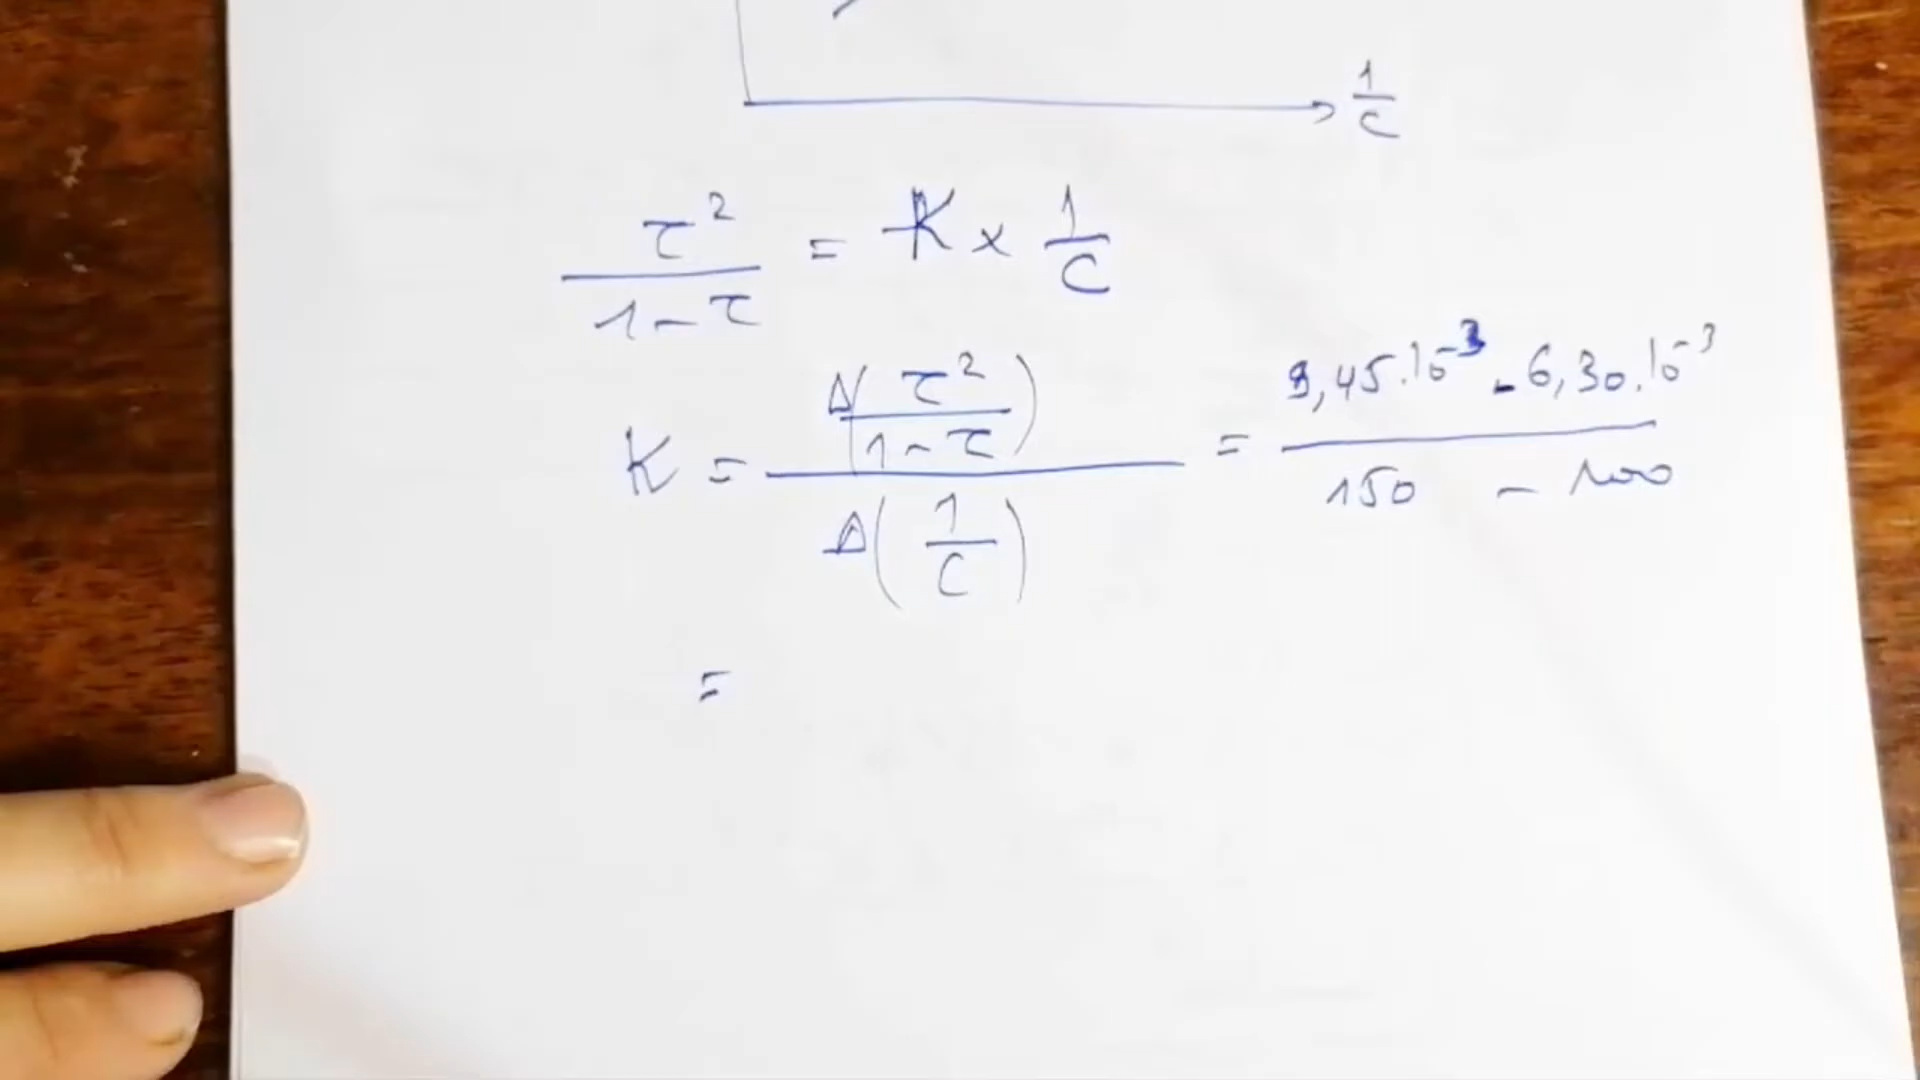 1/C
τ²/(1-τ) = K × 1/C
K = Δ(τ²/(1-τ)) / Δ(1/C) = (9,45.10⁻³ - 6,30.10⁻³) / (150 - 100)
=